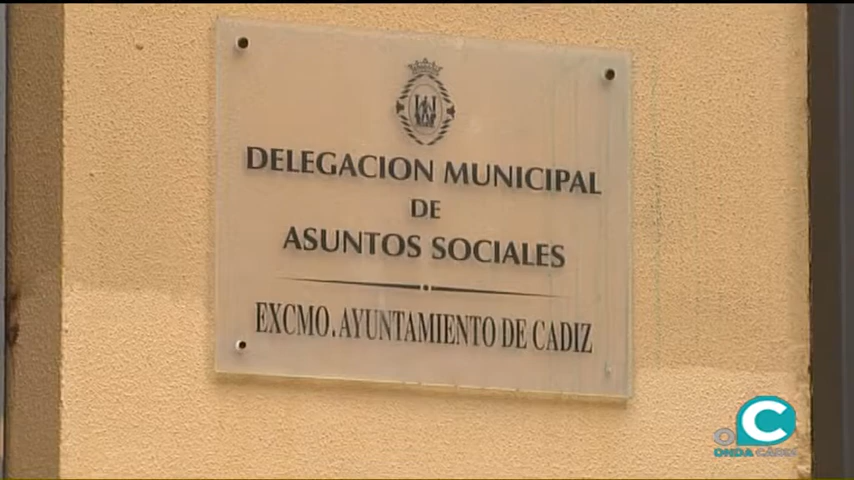 DELEGACION MUNICIPAL
DE
ASUNTOS SOCIALES
EXCMO. AYUNTAMIENTO DE CADIZ
ONDA CÁDIZ